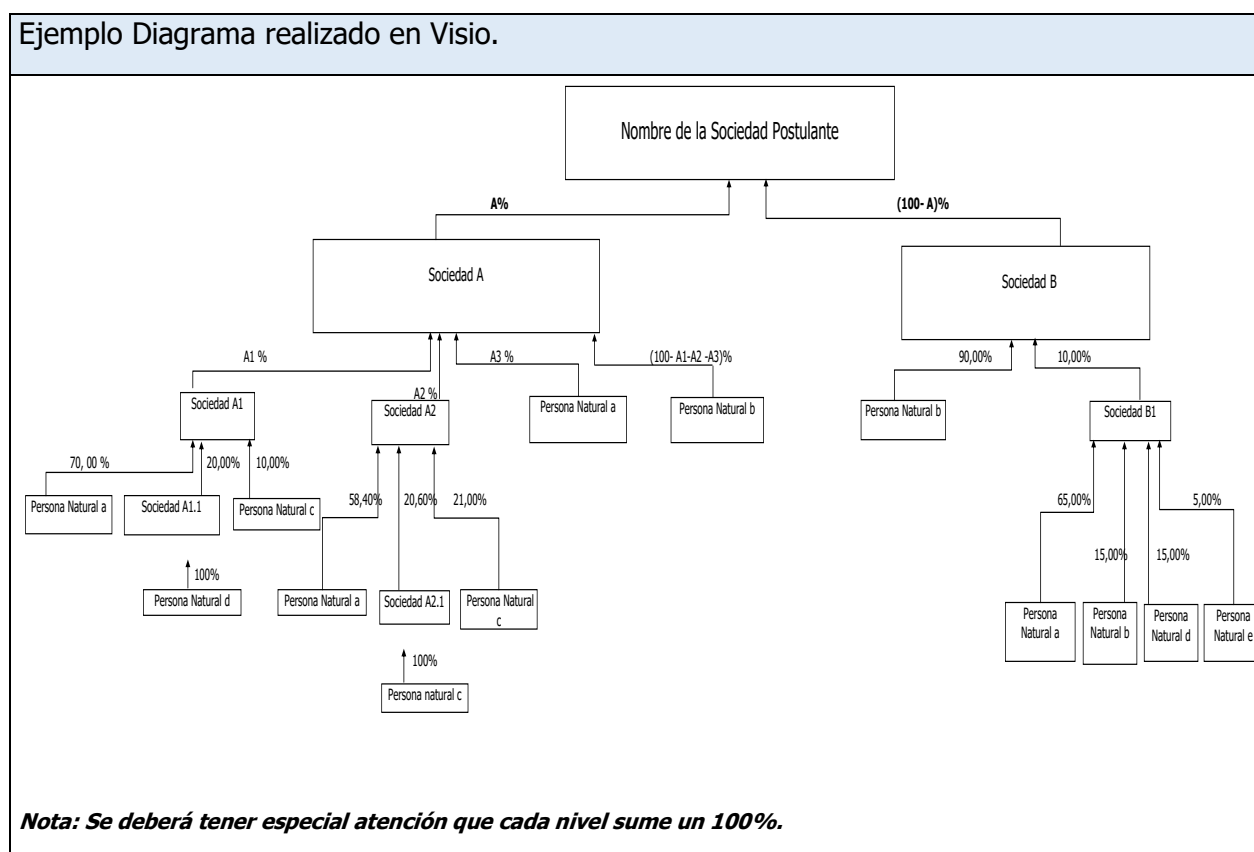 Ejemplo Diagrama realizado en Visio.
Nombre de la Sociedad Postulante
A%
(100- A)%
Sociedad A
Sociedad B
A1 %
A2 %
A3 %
(100- A1-A2 -A3)%
90,00%
10,00%
Sociedad A1
Sociedad A2
Persona Natural a
Persona Natural b
Persona Natural b
Sociedad B1
70, 00 %
20,00%
10,00%
58,40%
20,60%
21,00%
65,00%
15,00%
15,00%
5,00%
Persona Natural a
Sociedad A1.1
Persona Natural c
100%
Persona Natural d
Persona Natural a
Sociedad A2.1
Persona Natural
c
100%
Persona natural c
Persona
Natural a
Persona
Natural b
Persona
Natural d
Persona
Natural e
Nota: Se deberá tener especial atención que cada nivel sume un 100%.